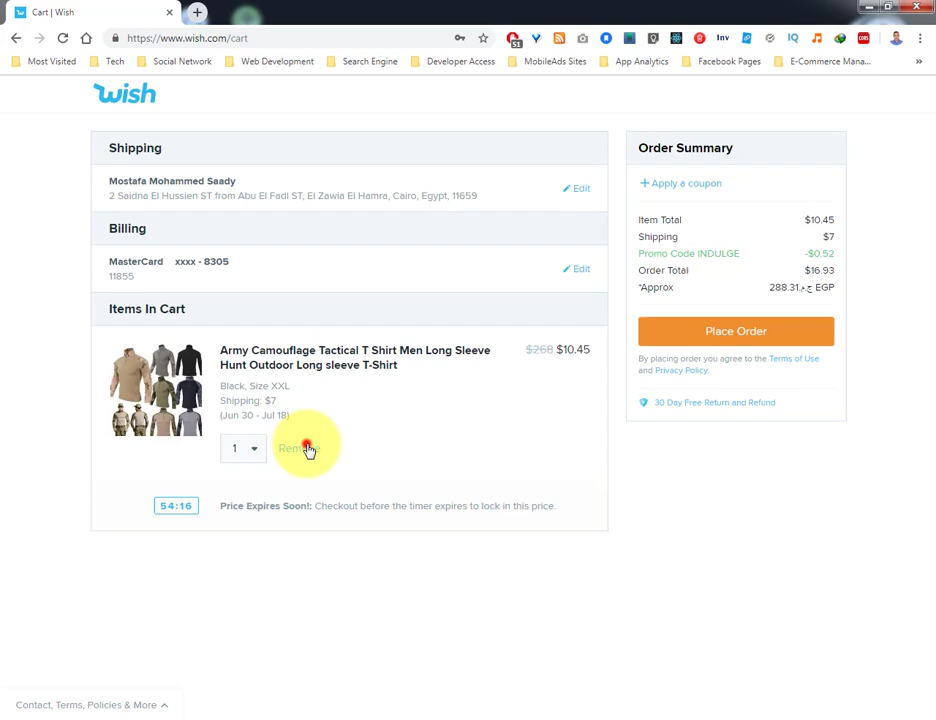 Cart | Wish
https://www.wish.com/cart
51
Inv
IQ
CORS
Most Visited
Tech
Social Network
Web Development
Search Engine
Developer Access
MobileAds Sites
App Analytics
Facebook Pages
E-Commerce Mana...
»
wish
Shipping
Mostafa Mohammed Saady
2 Saidna El Hussien ST from Abu El Fadl ST, El Zawia El Hamra, Cairo, Egypt, 11659
Edit
Billing
MasterCard xxxx - 8305
11855
Edit
Items In Cart
Army Camouflage Tactical T Shirt Men Long Sleeve
Hunt Outdoor Long sleeve T-Shirt
$268 $10.45
Black, Size XXL
Shipping: $7
(Jun 30 - Jul 18)
1
Remove
54:16
Price Expires Soon!: Checkout before the timer expires to lock in this price.
Order Summary
+ Apply a coupon
Item Total $10.45
Shipping $7
Promo Code INDULGE -$0.52
Order Total $16.93
*Approx ج.م.288.31 EGP
Place Order
By placing order you agree to the Terms of Use
and Privacy Policy.
30 Day Free Return and Refund
Contact, Terms, Policies & More